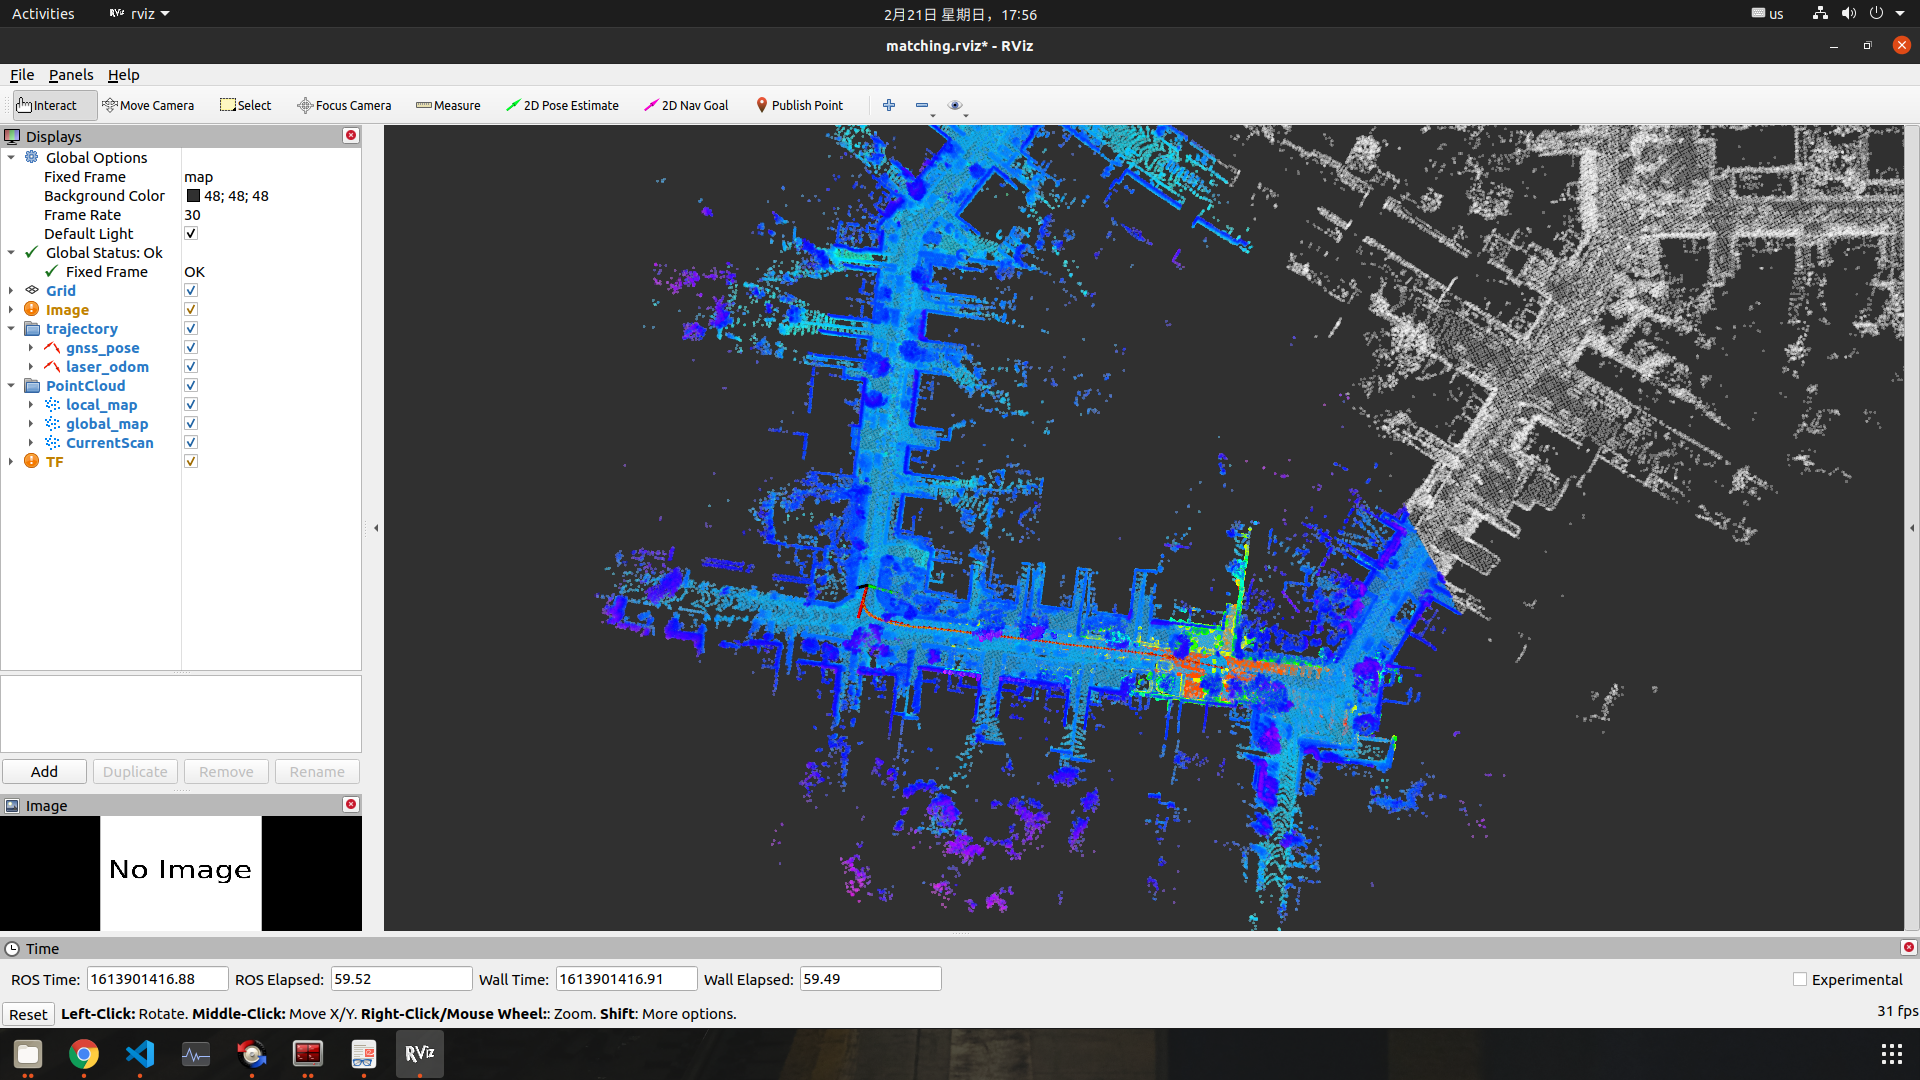 Activities RViz rviz 2月21日 星期日，17:56 us
matching.rviz* - RViz
File Panels Help
Interact Move Camera Select Focus Camera Measure 2D Pose Estimate 2D Nav Goal Publish Point
Displays
Global Options
Fixed Frame map
Background Color 48; 48; 48
Frame Rate 30
Default Light
Global Status: Ok
Fixed Frame OK
Grid
Image
trajectory
gnss_pose
laser_odom
PointCloud
local_map
global_map
CurrentScan
TF
Add Duplicate Remove Rename
Image
No Image
Time
ROS Time: 1613901416.88 ROS Elapsed: 59.52 Wall Time: 1613901416.91 Wall Elapsed: 59.49 Experimental
Reset Left-Click: Rotate. Middle-Click: Move X/Y. Right-Click/Mouse Wheel:: Zoom. Shift: More options. 31 fps
RViz